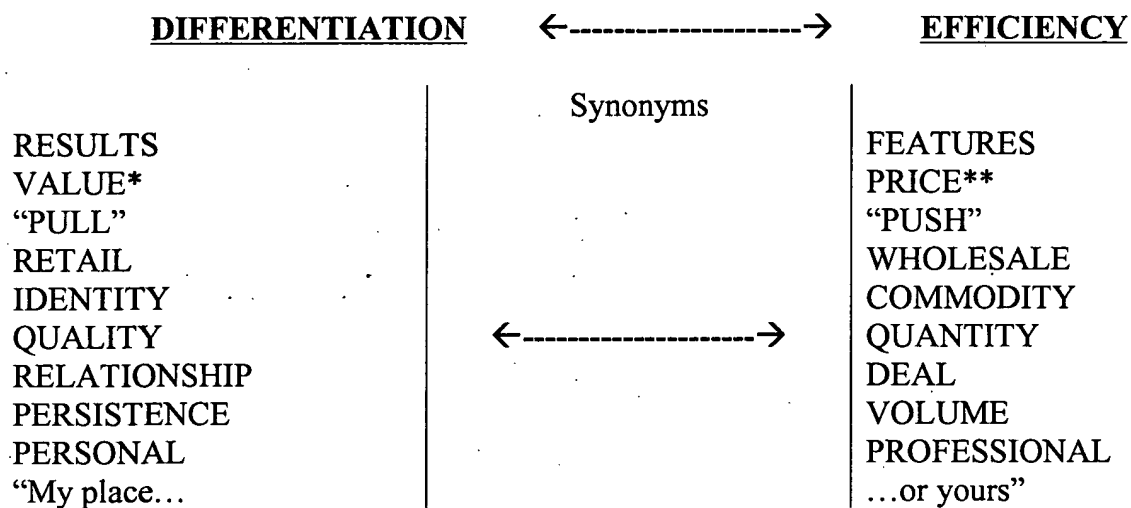 DIFFERENTIATION ←---------------------→ EFFICIENCY
Synonyms
RESULTS FEATURES
VALUE* PRICE**
“PULL” “PUSH”
RETAIL WHOLESALE
IDENTITY COMMODITY
QUALITY ←---------------------→ QUANTITY
RELATIONSHIP DEAL
PERSISTENCE VOLUME
PERSONAL PROFESSIONAL
“My place… …or yours”